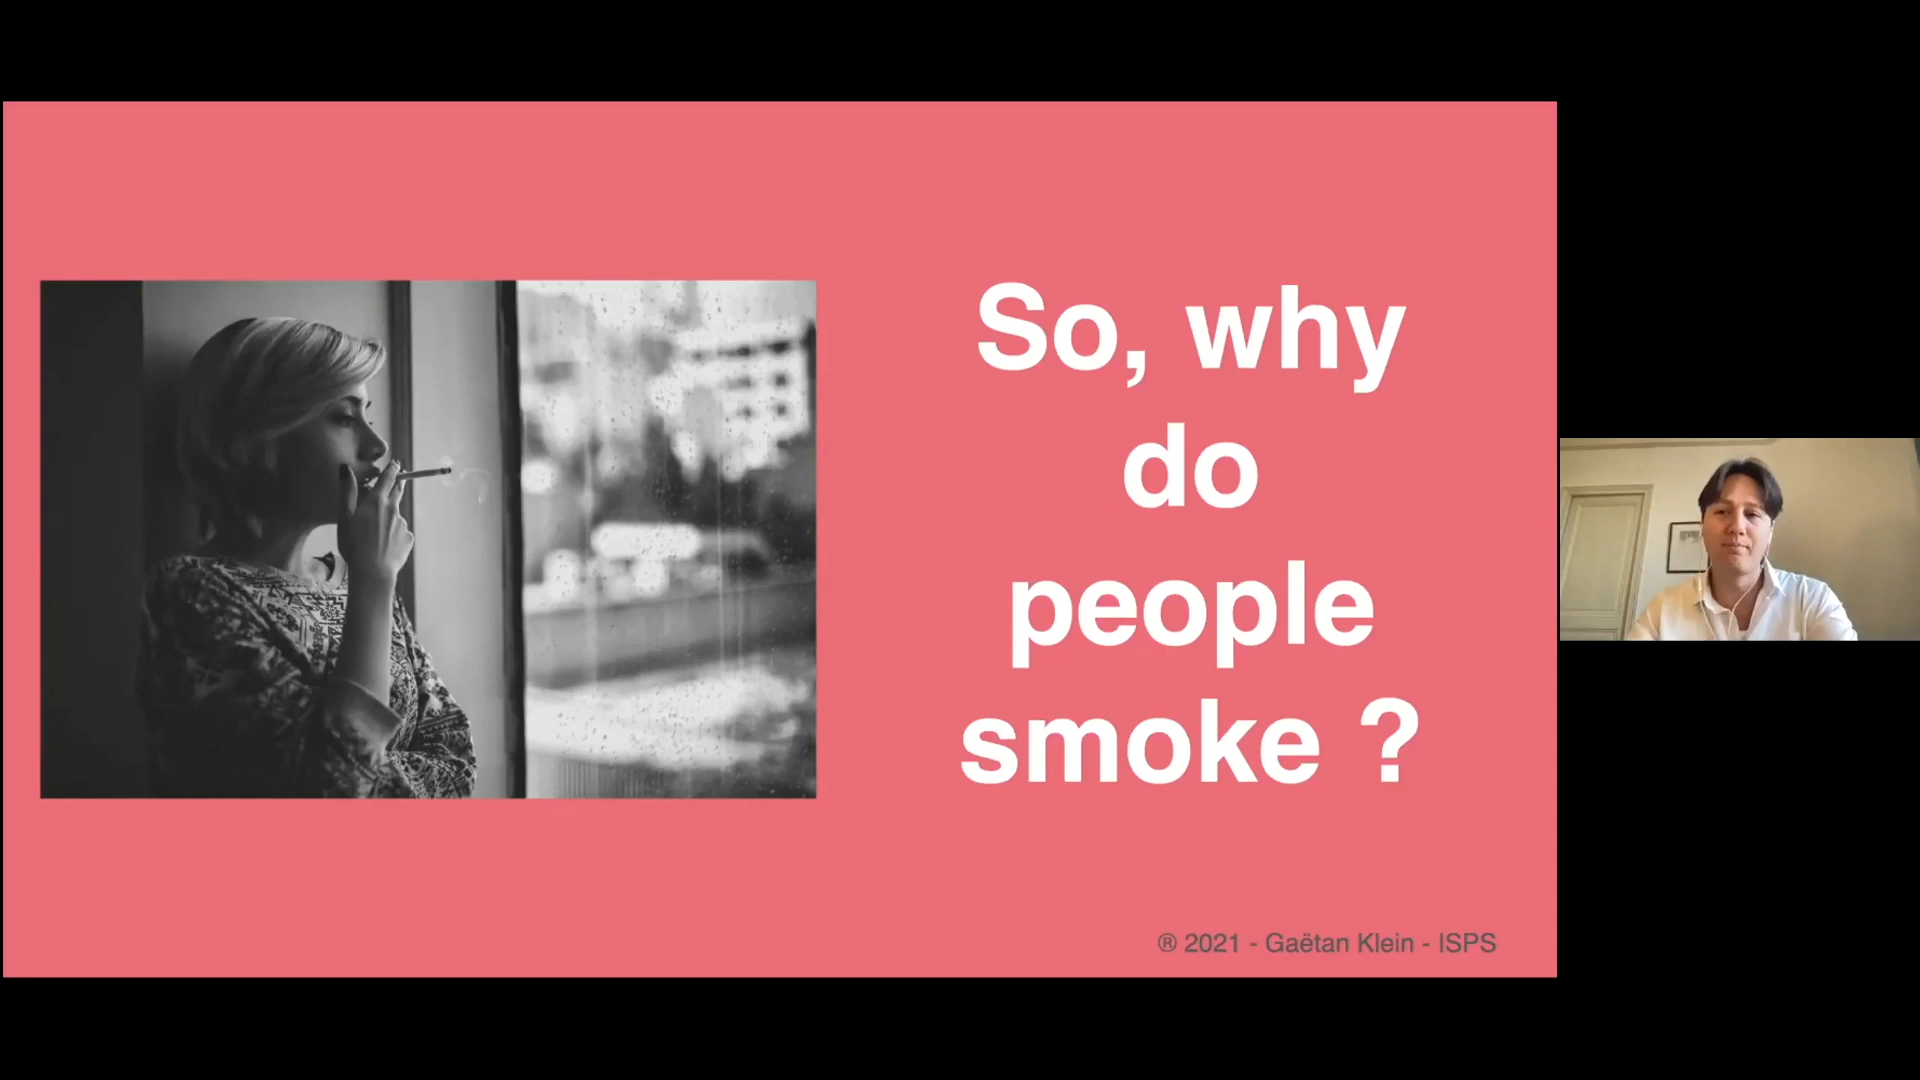 So, why
do
people
smoke ?
® 2021 - Gaëtan Klein - ISPS